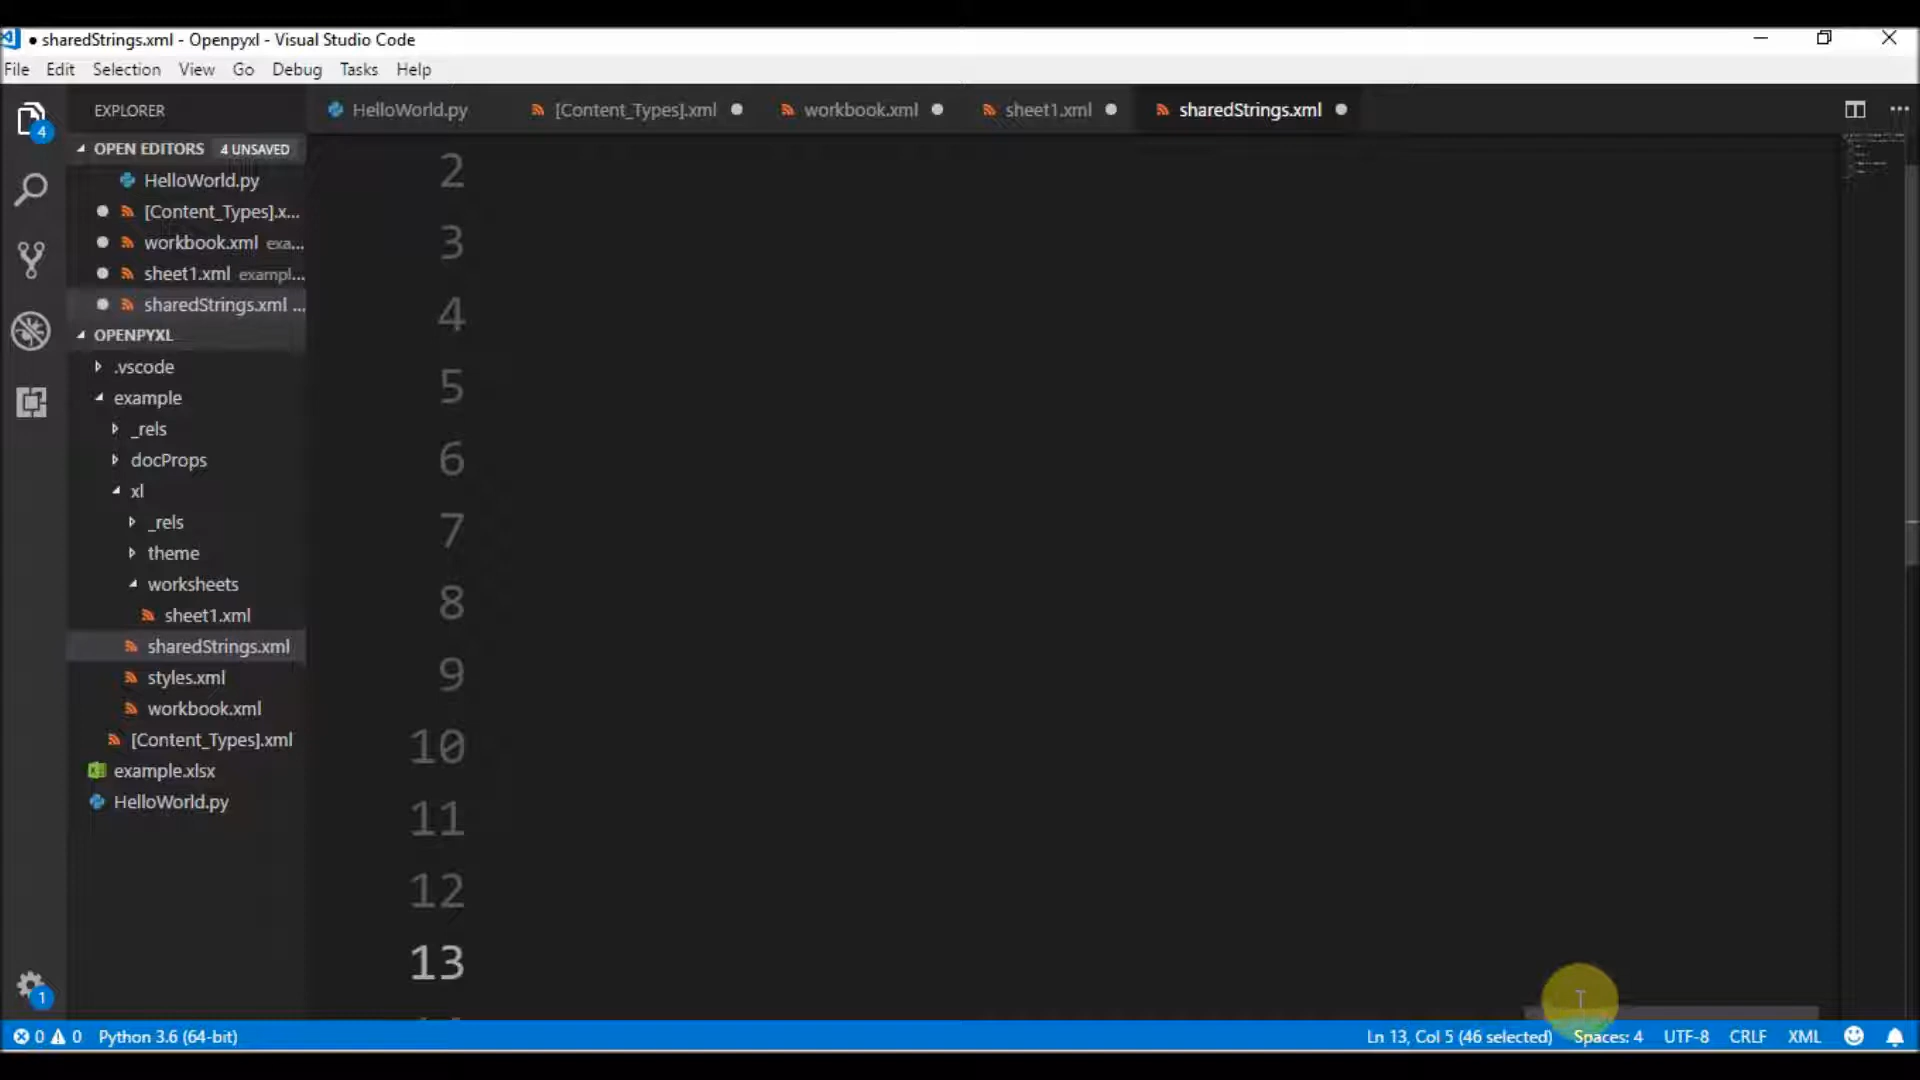 ● sharedStrings.xml - Openpyxl - Visual Studio Code
File Edit Selection View Go Debug Tasks Help
EXPLORER
HelloWorld.py [Content_Types].xml workbook.xml sheet1.xml sharedStrings.xml
4
OPEN EDITORS 4 UNSAVED
HelloWorld.py
[Content_Types].x...
workbook.xml exa...
sheet1.xml exampl...
sharedStrings.xml ...
OPENPYXL
.vscode
example
_rels
docProps
xl
_rels
theme
worksheets
sheet1.xml
sharedStrings.xml
styles.xml
workbook.xml
[Content_Types].xml
example.xlsx
HelloWorld.py
2
3
4
5
6
7
8
9
10
11
12
13
1
0 0 Python 3.6 (64-bit) Ln 13, Col 5 (46 selected) Spaces: 4 UTF-8 CRLF XML